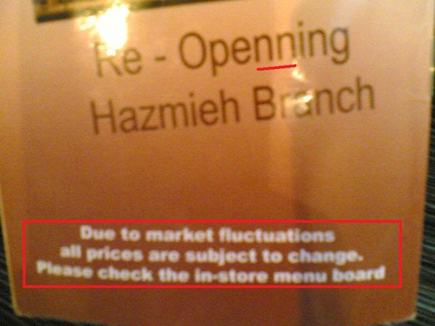 Re - Openning
Hazmieh Branch
Due to market fluctuations
all prices are subject to change.
Please check the in-store menu board